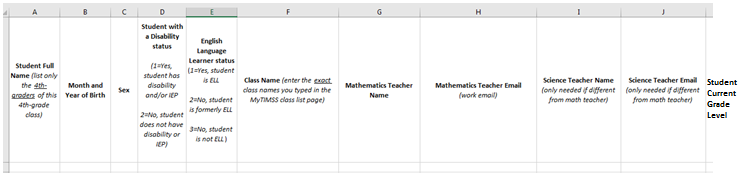 A B C D E F G H I J
Student Full
Name (list only
the 4th-
graders of this
4th-grade
class)
Month and
Year of Birth
Sex
Student with
a Disability
status
(1=Yes,
student has
disability
and/or IEP
2=No, student
does not have
disability or
IEP)
English
Language
Learner status
(1=Yes, student
is ELL
2=No, student
is formerly ELL
3=No, student
is not ELL)
Class Name (enter the exact
class names you typed in the
MyTIMSS class list page)
Mathematics Teacher
Name
Mathematics Teacher Email
(work email)
Science Teacher Name
(only needed if different
from math teacher)
Science Teacher Email
(only needed if different
from math teacher)
Student
Current
Grade
Level